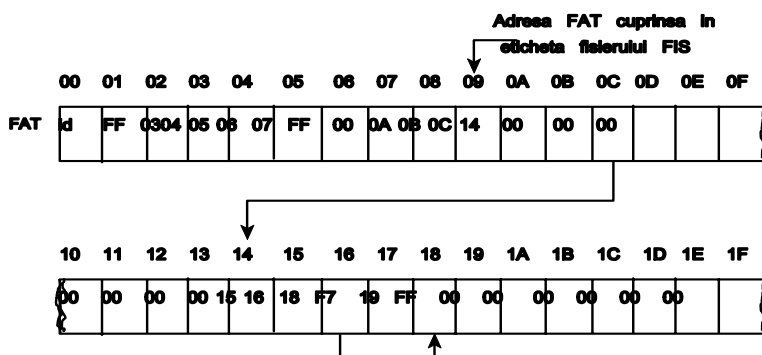 Adresa FAT cuprinsa in
eticheta fisierului FIS
00 01 02 03 04 05 06 07 08 09 0A 0B 0C 0D 0E 0F
FAT id FF 0304 05 06 07 FF 00 0A 0B 0C 14 00 00 00
10 11 12 13 14 15 16 17 18 19 1A 1B 1C 1D 1E 1F
00 00 00 00 15 16 18 F7 19 FF 00 00 00 00 00 00